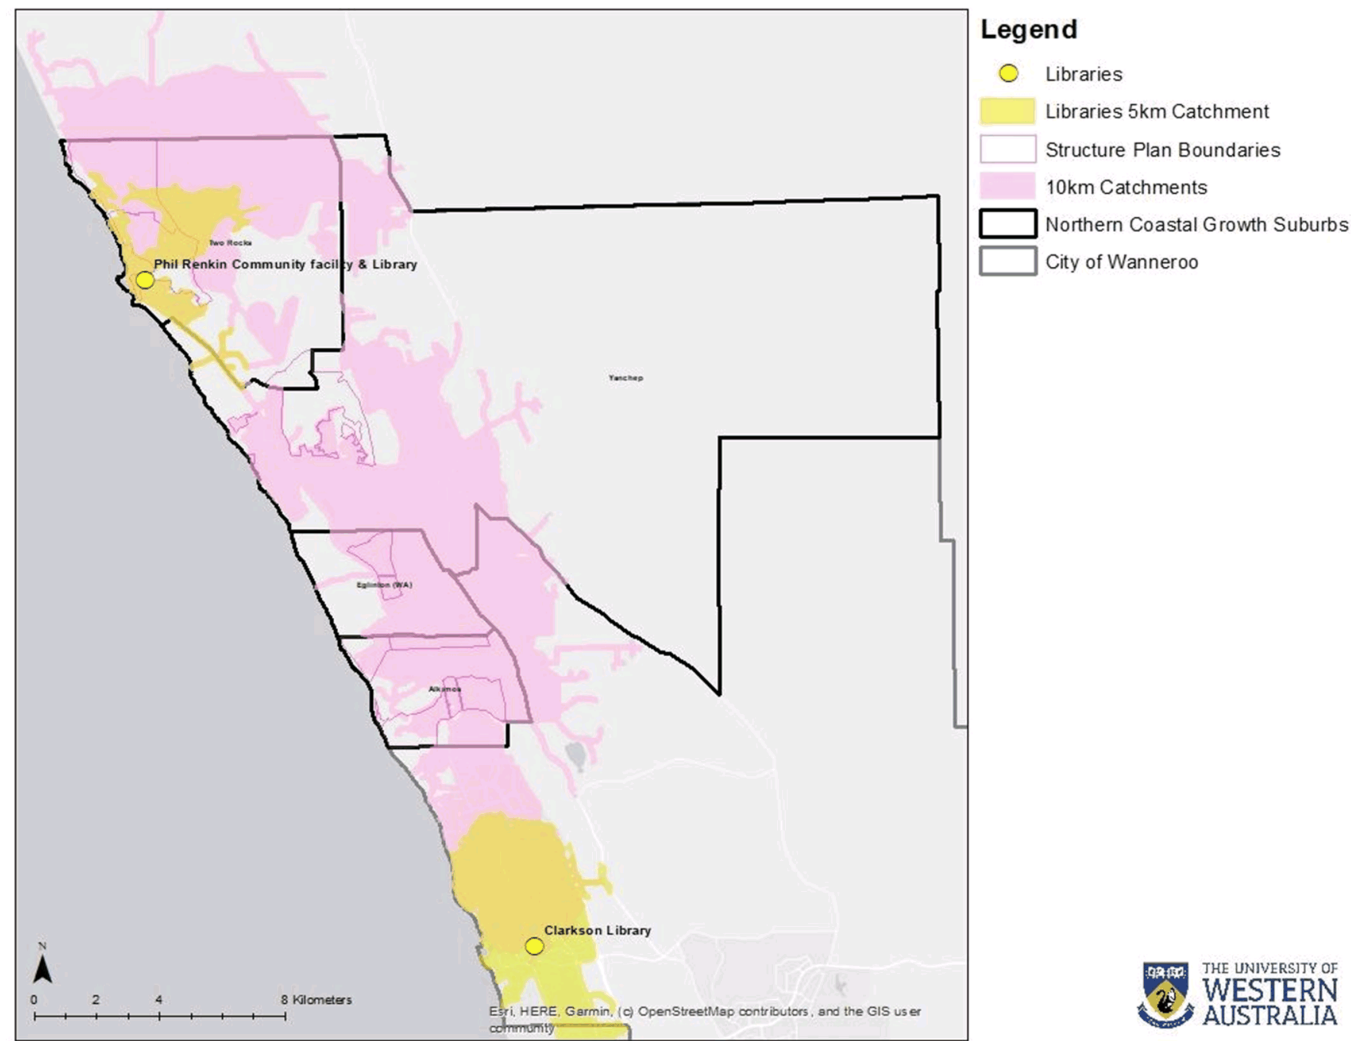 Legend
Libraries
Libraries 5km Catchment
Structure Plan Boundaries
10km Catchments
Northern Coastal Growth Suburbs
City of Wanneroo
Two Rocks
Phil Renkin Community facility & Library
Yanchep
Eglinton (WA)
Alkimos
Clarkson Library
N
0 2 4 8 Kilometers
Esri, HERE, Garmin, (c) OpenStreetMap contributors, and the GIS user
community
THE UNIVERSITY OF
WESTERN
AUSTRALIA